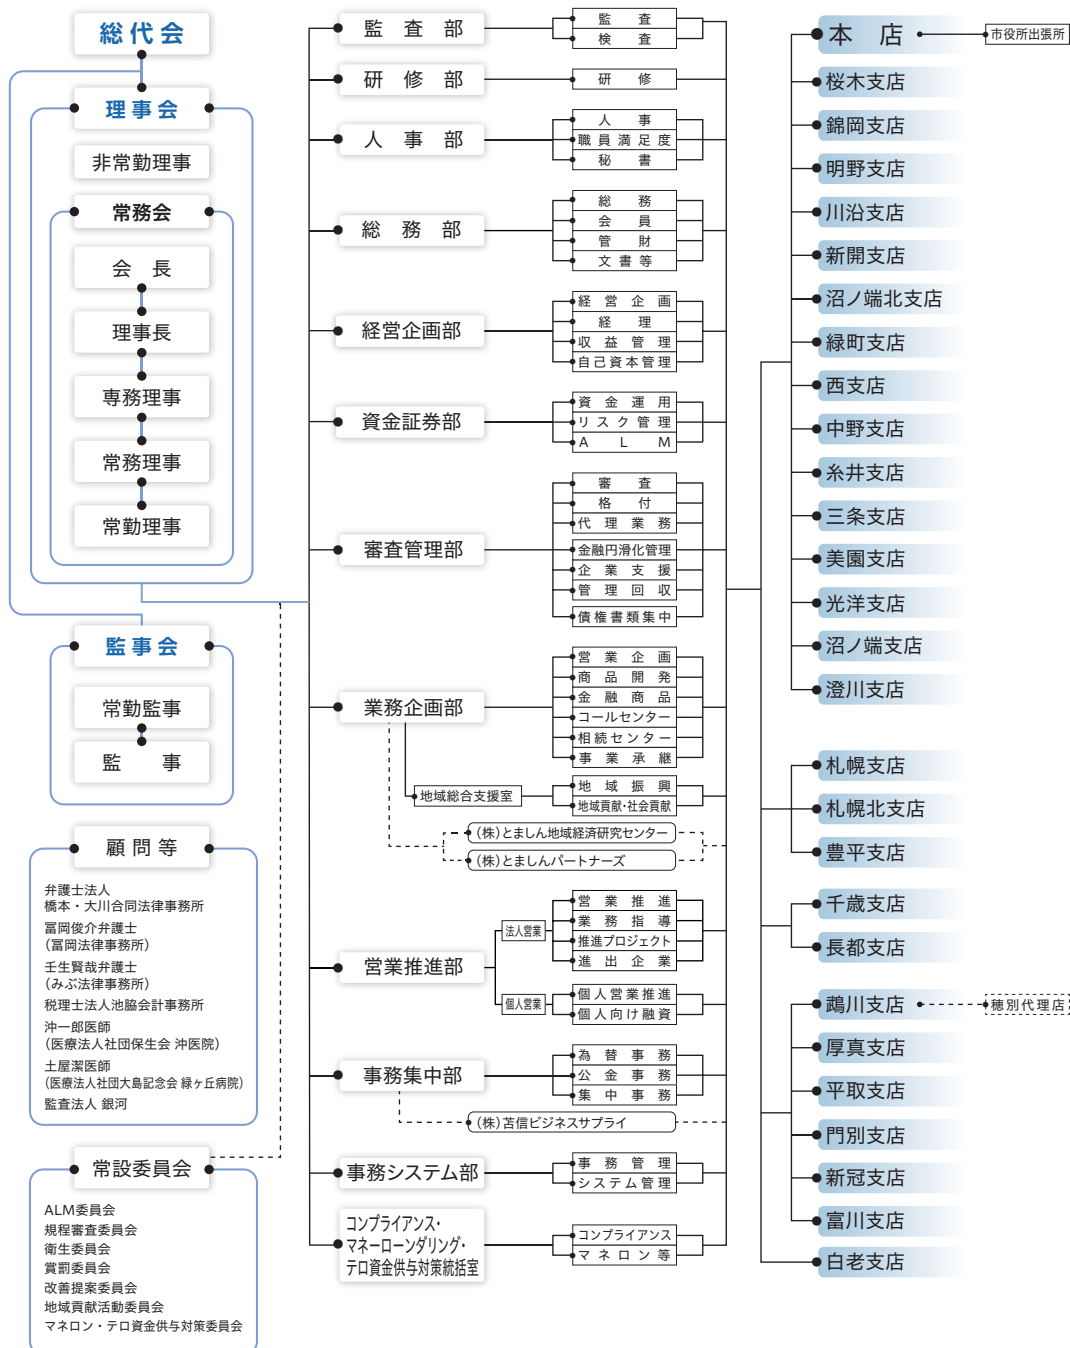 総代会
理事会
非常勤理事
常務会
会　長
理事長
専務理事
常務理事
常勤理事
監事会
常勤監事
監　事
顧問等
弁護士法人
橋本・大川合同法律事務所
冨岡俊介弁護士
(冨岡法律事務所)
壬生賢哉弁護士
(みぶ法律事務所)
税理士法人池脇会計事務所
沖一郎医師
(医療法人社団保生会 沖医院)
土屋潔医師
(医療法人社団大島記念会 緑ヶ丘病院)
監査法人 銀河
常設委員会
ALM委員会
規程審査委員会
衛生委員会
賞罰委員会
改善提案委員会
地域貢献活動委員会
マネロン・テロ資金供与対策委員会
監査部
監査
検査
研修部
研修
人事部
人事
職員満足度
秘書
総務部
総務
会員
管財
文書等
経営企画部
経営企画
経理
収益管理
自己資本管理
資金証券部
資金運用
リスク管理
ALM
審査管理部
審査
格付
代理業務
金融円滑化管理
企業支援
管理回収
債権書類集中
業務企画部
営業企画
商品開発
金融商品
コールセンター
相続センター
事業承継
地域総合支援室
地域振興
地域貢献・社会貢献
(株)とましん地域経済研究センター
(株)とましんパートナーズ
営業推進部
法人営業
営業推進
業務指導
推進プロジェクト
進出企業
個人営業
個人営業推進
個人向け融資
事務集中部
為替事務
公金事務
集中事務
(株)苫信ビジネスサプライ
事務システム部
事務管理
システム管理
コンプライアンス・
マネーローンダリング・
テロ資金供与対策統括室
コンプライアンス
マネロン等
本店
市役所出張所
桜木支店
錦岡支店
明野支店
川沿支店
新開支店
沼ノ端北支店
緑町支店
西支店
中野支店
糸井支店
三条支店
美園支店
光洋支店
沼ノ端支店
澄川支店
札幌支店
札幌北支店
豊平支店
千歳支店
長都支店
鵡川支店
穂別代理店
厚真支店
平取支店
門別支店
新冠支店
富川支店
白老支店